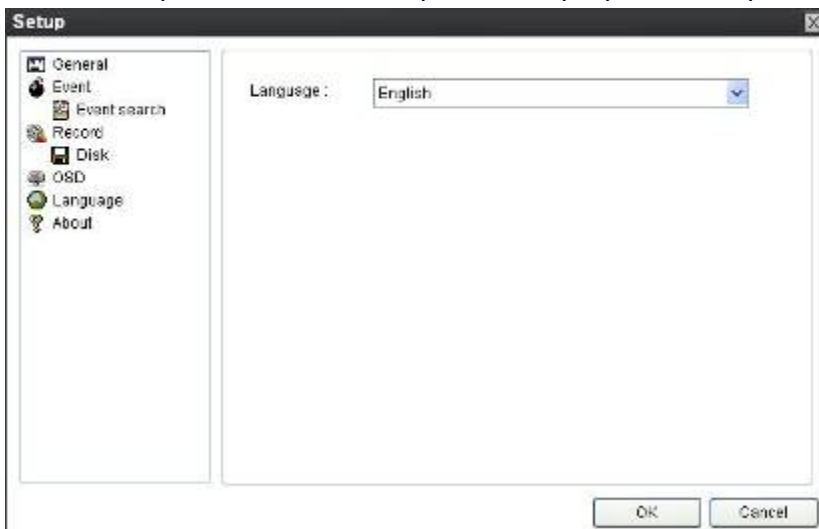 Setup
General
Event
Event search
Record
Disk
OSD
Language
About
Language :
English
OK
Cancel